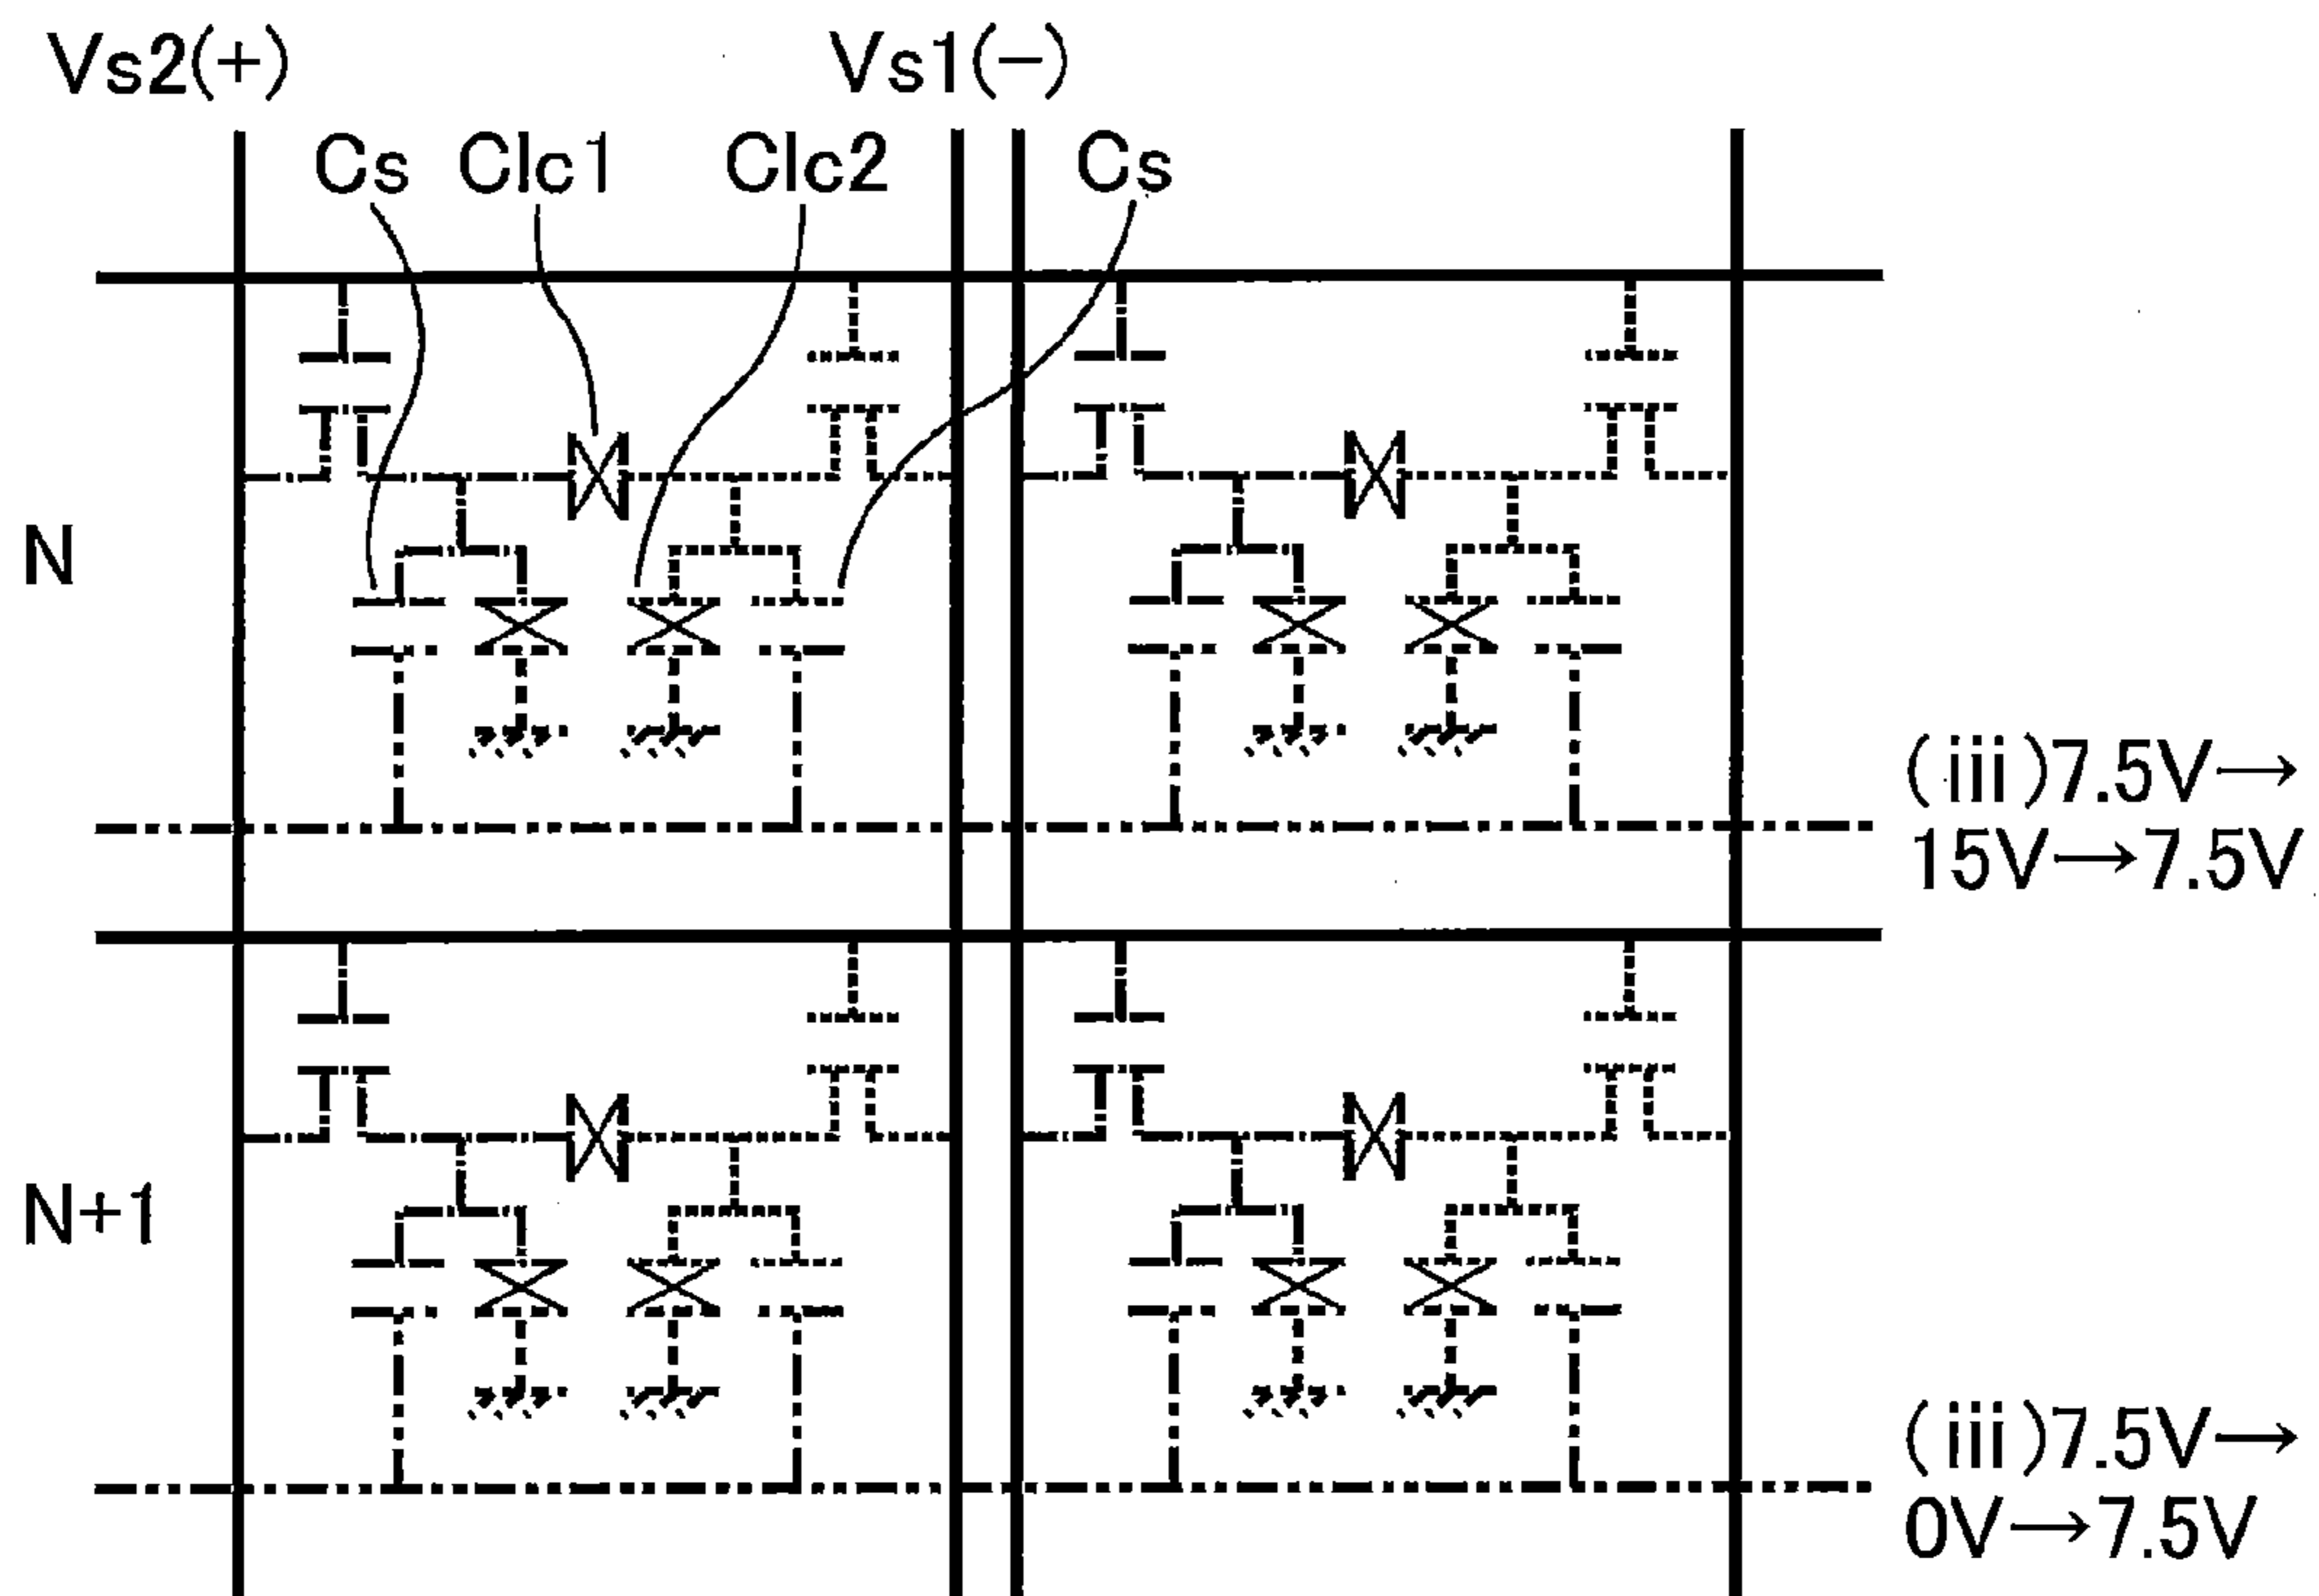 Vs2(+) Vs1(−)
Cs Clc1 Clc2 Cs
N
(iii)7.5V→
15V→7.5V
N+1
(iii)7.5V→
0V→7.5V